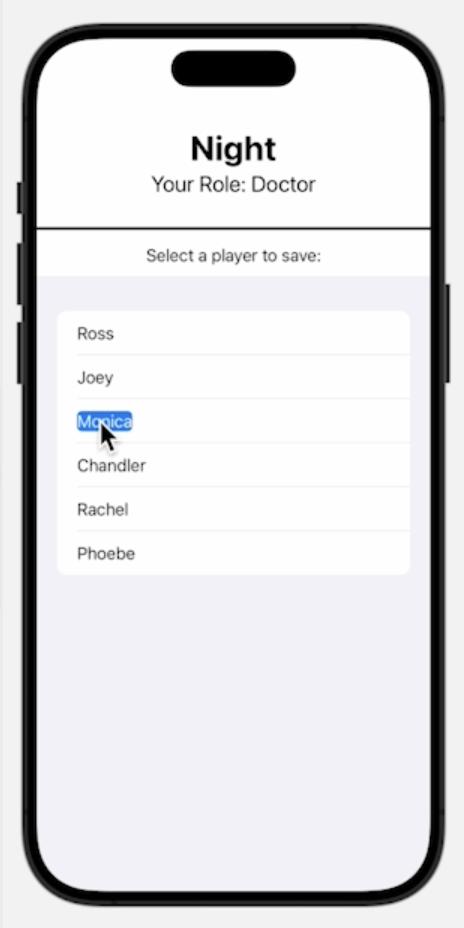 Night
Your Role: Doctor
Select a player to save:
Ross
Joey
Monica
Chandler
Rachel
Phoebe